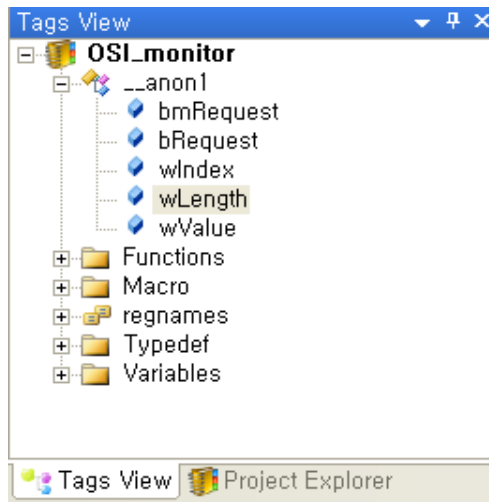 Tags View
OSI_monitor
__anon1
bmRequest
bRequest
wIndex
wLength
wValue
Functions
Macro
regnames
Typedef
Variables
Tags View Project Explorer